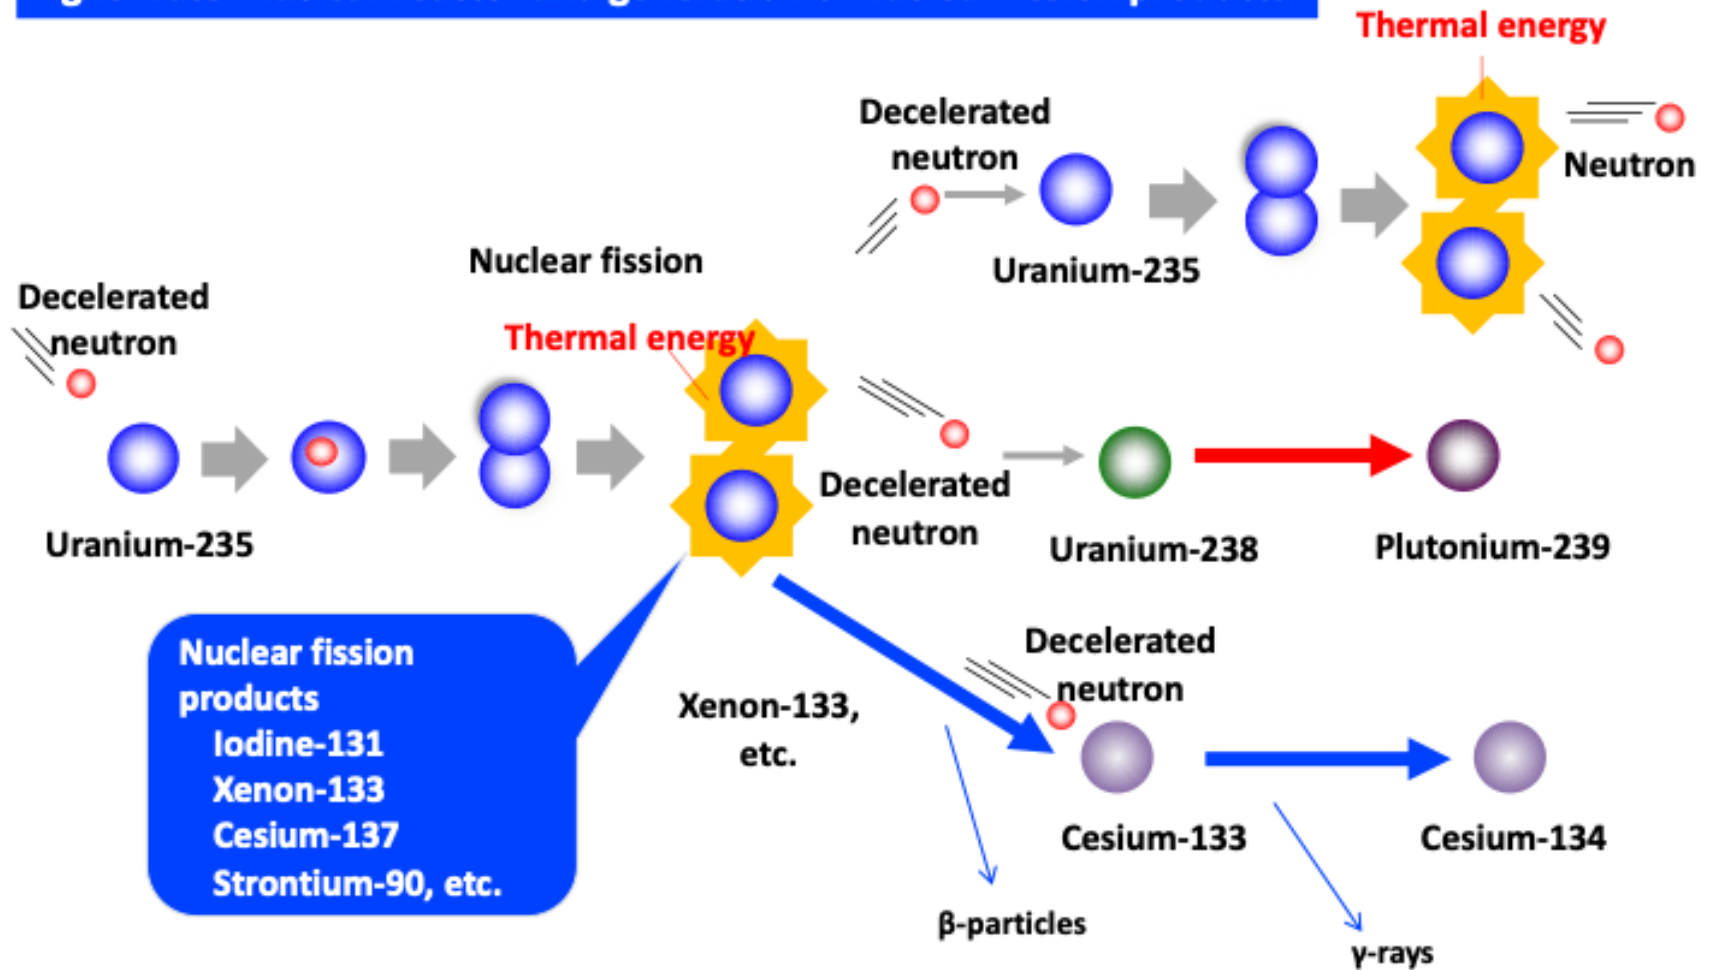 Thermal energy
Decelerated
neutron
Neutron
Uranium-235
Nuclear fission
Decelerated
neutron
Thermal energy
Uranium-235
Decelerated
neutron
Uranium-238
Plutonium-239
Nuclear fission
products
Iodine-131
Xenon-133
Cesium-137
Strontium-90, etc.
Xenon-133,
etc.
Decelerated
neutron
Cesium-133
Cesium-134
β-particles
γ-rays